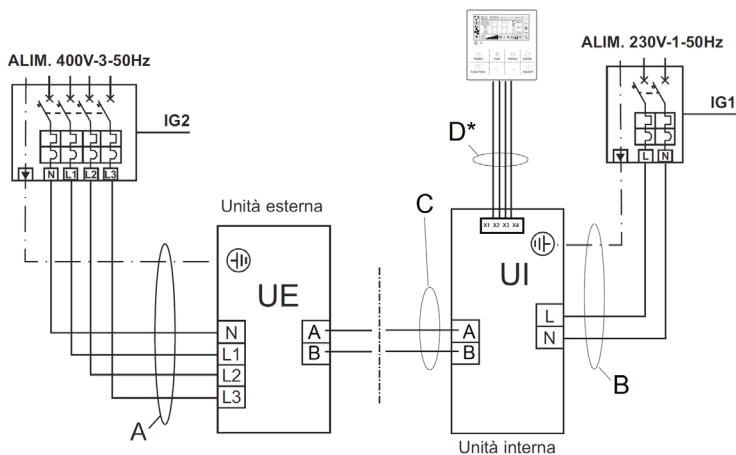 ALIM. 400V-3-50Hz
ALIM. 230V-1-50Hz
IG2
IG1
D*
N L1 L2 L3
L N
Unità esterna
C
X1 X2 X3 X4
UE
UI
N
L1
L2
L3
A
B
A
B
L
N
A
B
Unità interna